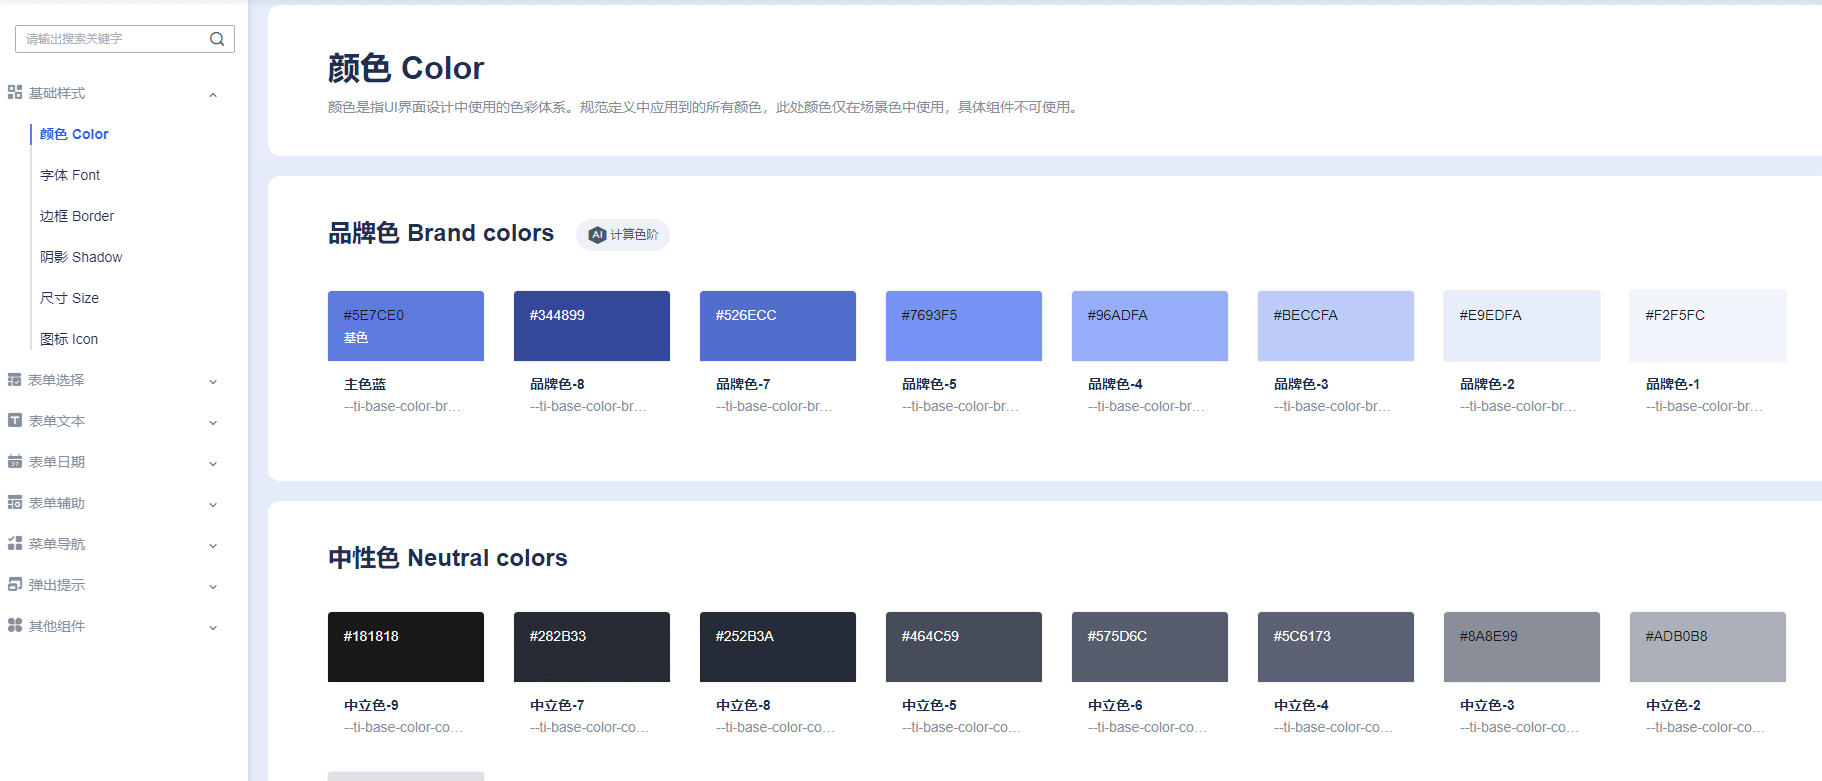 请输出搜索关键字
基础样式
颜色 Color
字体 Font
边框 Border
阴影 Shadow
尺寸 Size
图标 Icon
表单选择
表单文本
表单日期
表单辅助
菜单导航
弹出提示
其他组件
颜色 Color
颜色是指UI界面设计中使用的色彩体系。规范定义中应用到的所有颜色，此处颜色仅在场景色中使用，具体组件不可使用。
品牌色 Brand colors
AI 计算色阶
#5E7CE0
基色
主色蓝
--ti-base-color-br...
#344899
品牌色-8
--ti-base-color-br...
#526ECC
品牌色-7
--ti-base-color-br...
#7693F5
品牌色-5
--ti-base-color-br...
#96ADFA
品牌色-4
--ti-base-color-br...
#BECCFA
品牌色-3
--ti-base-color-br...
#E9EDFA
品牌色-2
--ti-base-color-br...
#F2F5FC
品牌色-1
--ti-base-color-br...
中性色 Neutral colors
#181818
中立色-9
--ti-base-color-co...
#282B33
中立色-7
--ti-base-color-co...
#252B3A
中立色-8
--ti-base-color-co...
#464C59
中立色-5
--ti-base-color-co...
#575D6C
中立色-6
--ti-base-color-co...
#5C6173
中立色-4
--ti-base-color-co...
#8A8E99
中立色-3
--ti-base-color-co...
#ADB0B8
中立色-2
--ti-base-color-co...